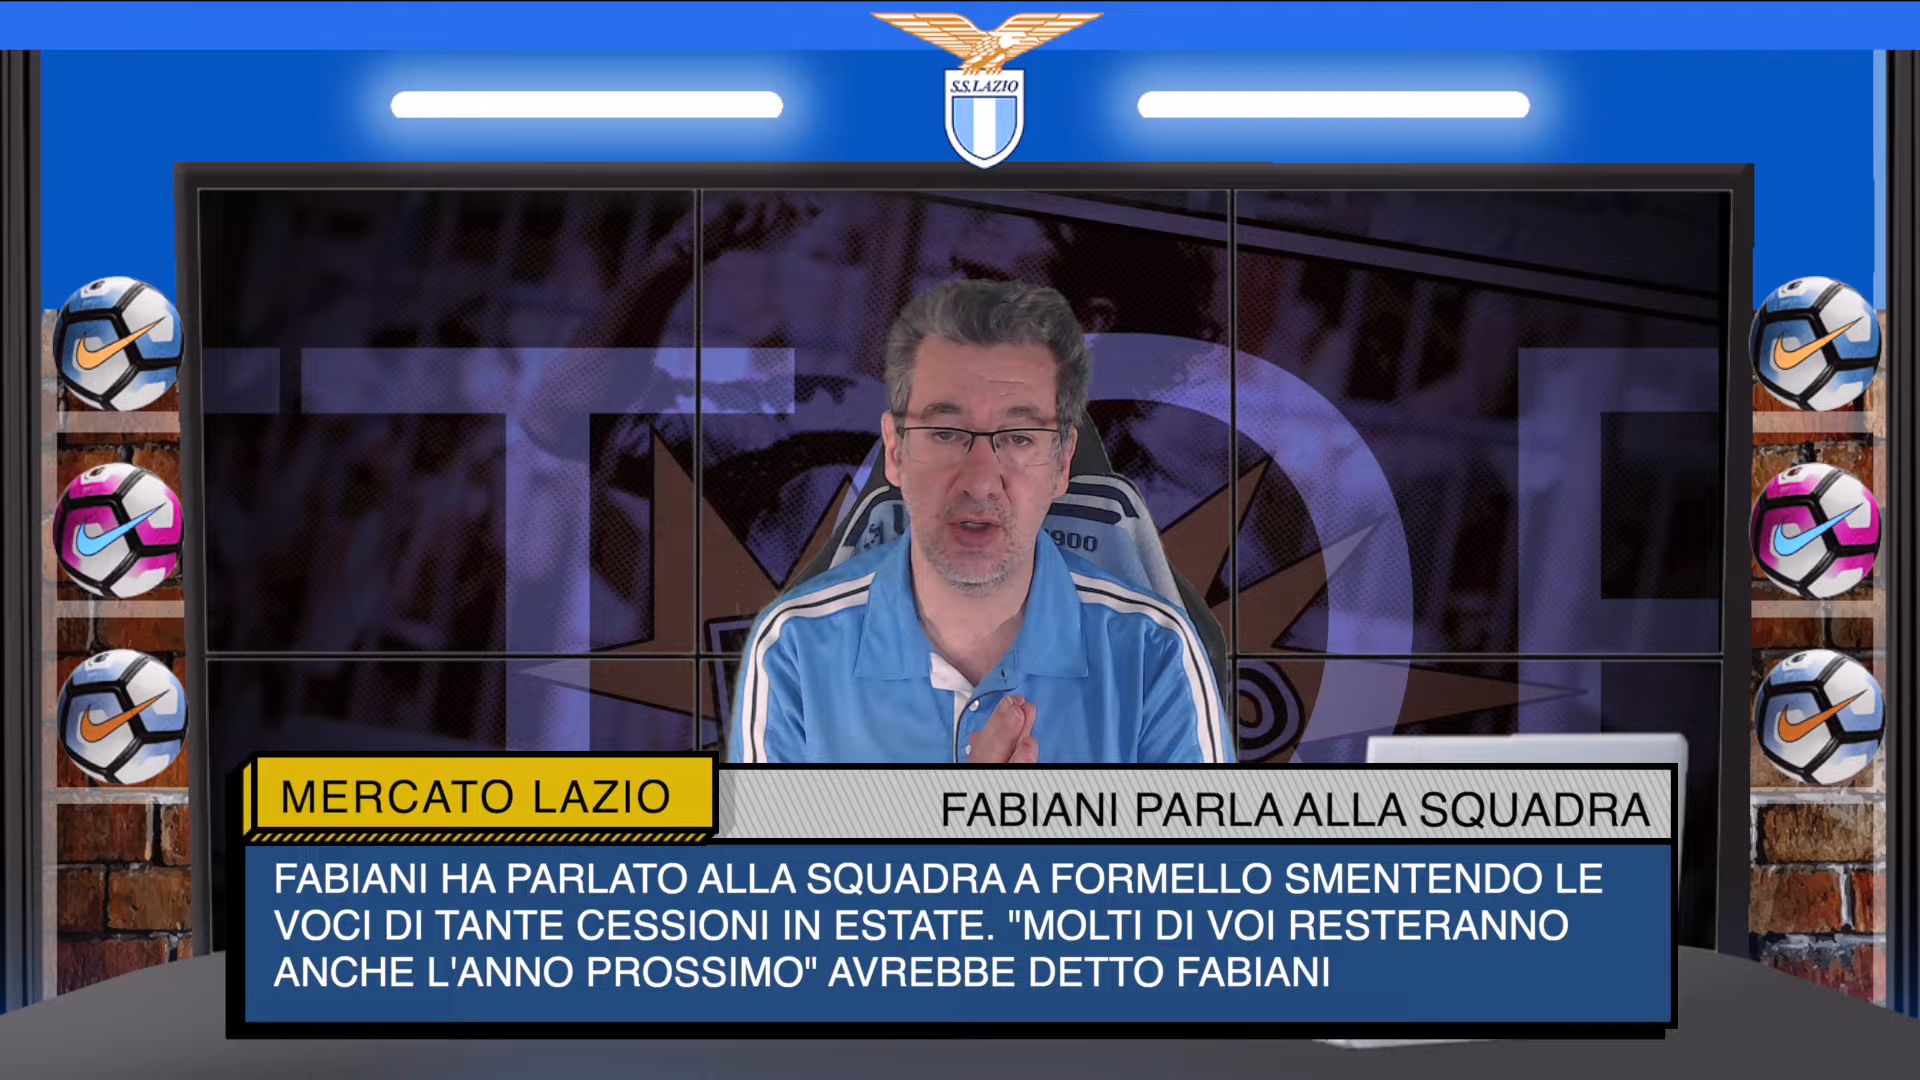 S.S.LAZIO
900
MERCATO LAZIO
FABIANI PARLA ALLA SQUADRA
FABIANI HA PARLATO ALLA SQUADRA A FORMELLO SMENTENDO LE
VOCI DI TANTE CESSIONI IN ESTATE. "MOLTI DI VOI RESTERANNO
ANCHE L'ANNO PROSSIMO" AVREBBE DETTO FABIANI